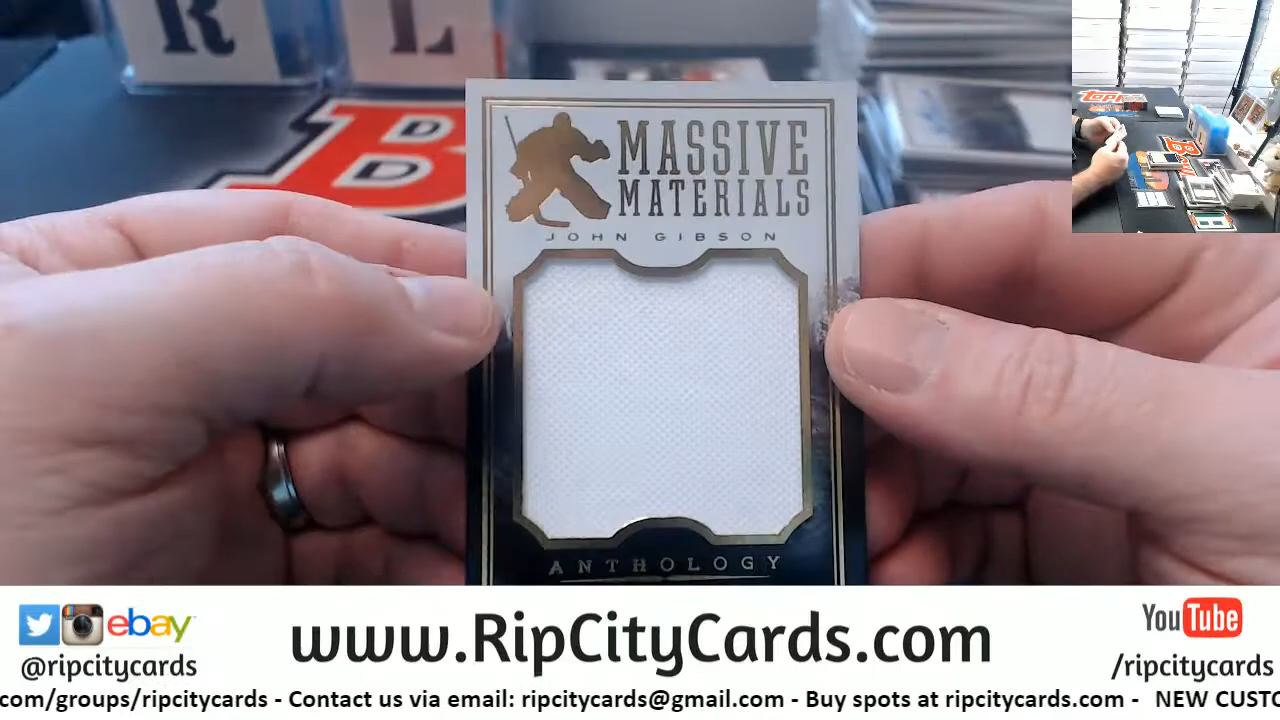 R L
topps
B
D
D
MASSIVE
MATERIALS
JOHN GIBSON
ANTHOLOGY
ebay
@ripcitycards
www.RipCityCards.com
YouTube
/ripcitycards
com/groups/ripcitycards - Contact us via email: ripcitycards@gmail.com - Buy spots at ripcitycards.com - NEW CUSTO